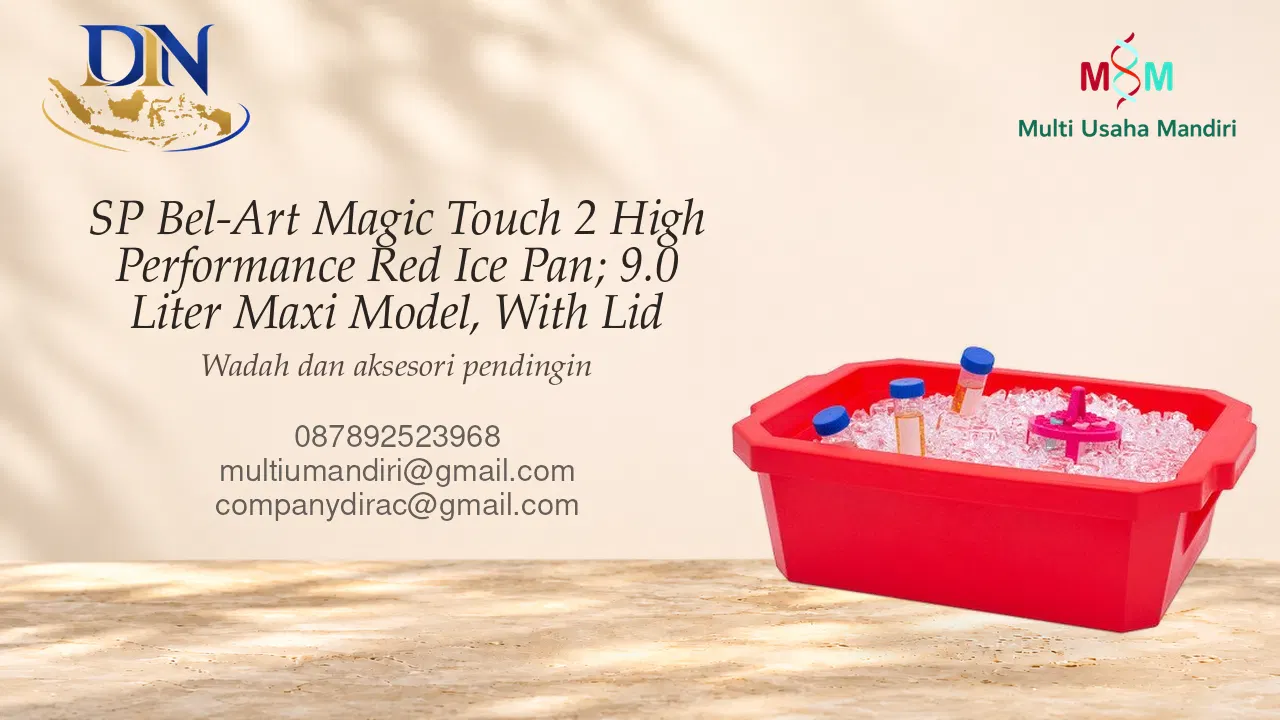 DIN
M M
Multi Usaha Mandiri
SP Bel-Art Magic Touch 2 High
Performance Red Ice Pan; 9.0
Liter Maxi Model, With Lid
Wadah dan aksesori pendingin
087892523968
multiumandiri@gmail.com
companydirac@gmail.com